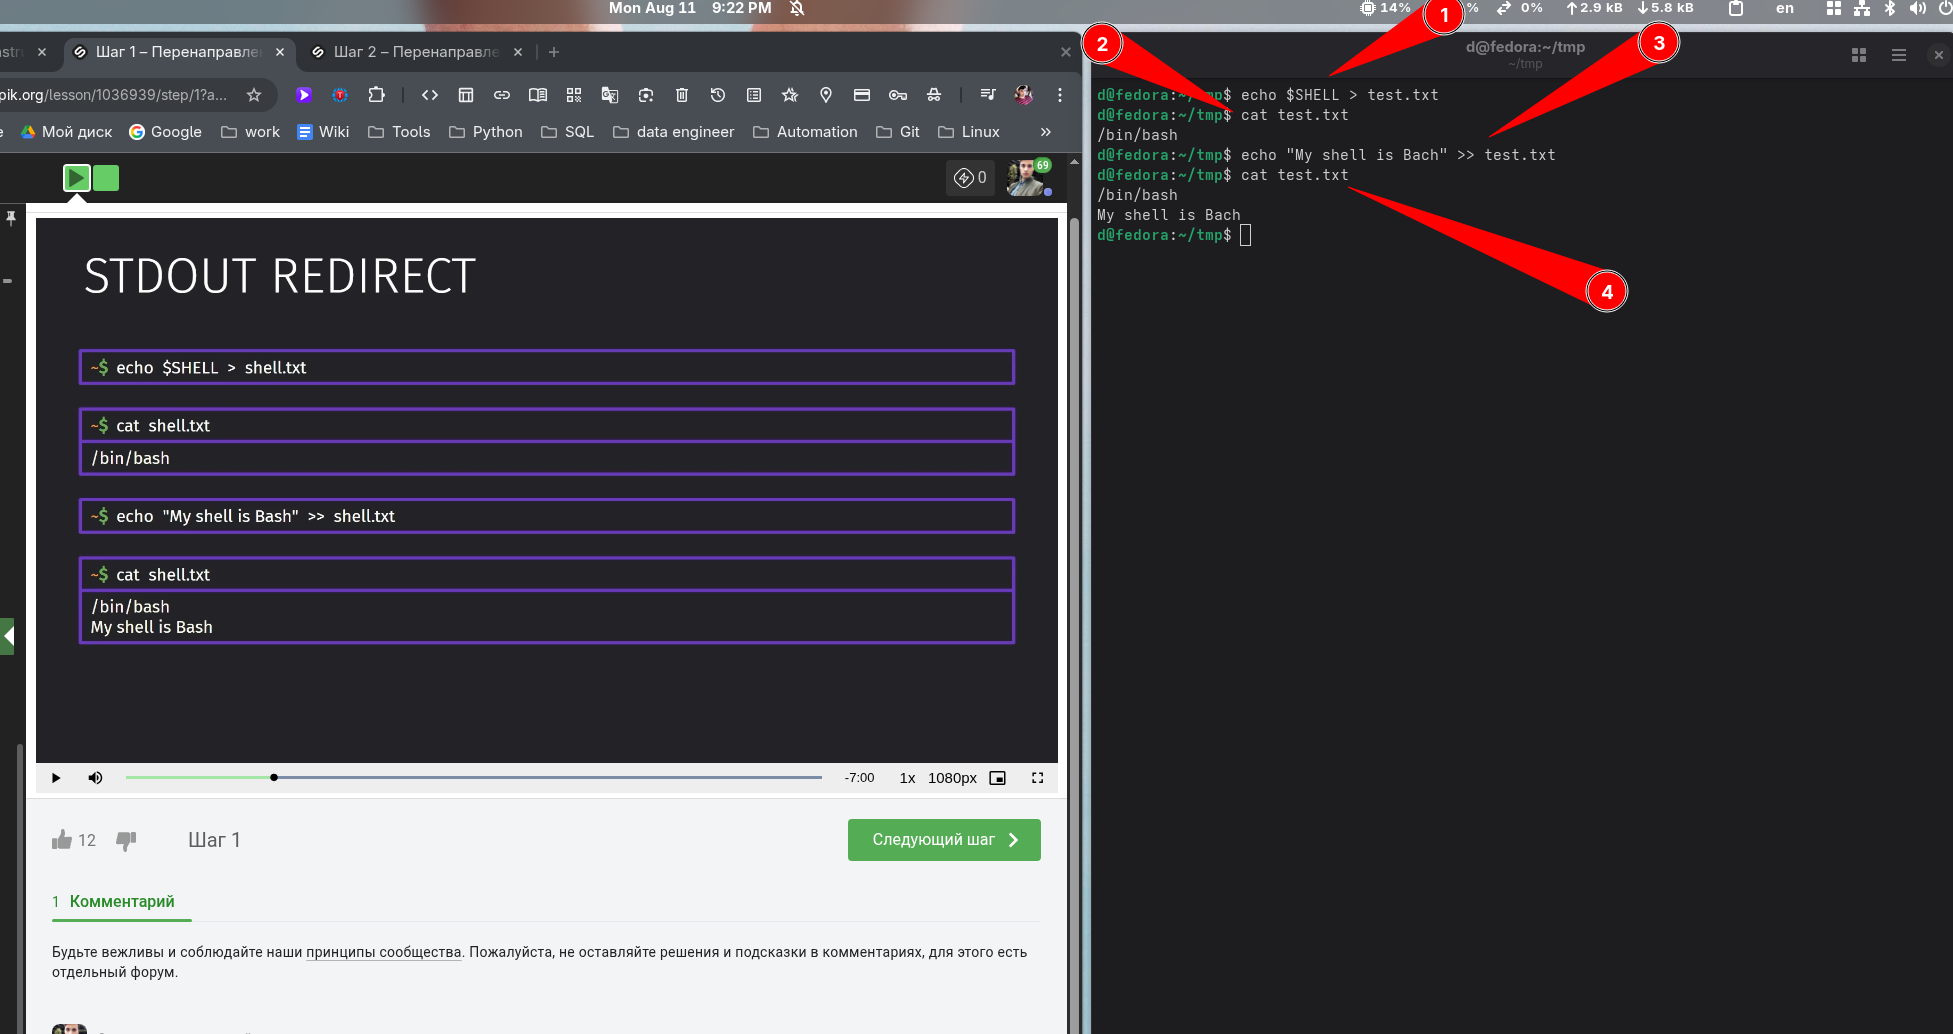 Mon Aug 11 9:22 PM
14% % 0% 2.9 kB 5.8 kB en
Шаг 1 – Перенаправле
Шаг 2 – Перенаправле
pik.org/lesson/1036939/step/1?a...
e Мой диск Google work Wiki Tools Python SQL data engineer Automation Git Linux »
0
69
STDOUT REDIRECT
~$ echo $SHELL > shell.txt
~$ cat shell.txt
/bin/bash
~$ echo "My shell is Bash" >> shell.txt
~$ cat shell.txt
/bin/bash
My shell is Bash
-7:00 1x 1080px
12 Шаг 1
Следующий шаг
1 Комментарий
Будьте вежливы и соблюдайте наши принципы сообщества. Пожалуйста, не оставляйте решения и подсказки в комментариях, для этого есть
отдельный форум.
1
2
3
d@fedora:~/tmp
~/tmp
d@fedora:~/tmp$ echo $SHELL > test.txt
d@fedora:~/tmp$ cat test.txt
/bin/bash
d@fedora:~/tmp$ echo "My shell is Bach" >> test.txt
d@fedora:~/tmp$ cat test.txt
/bin/bash
My shell is Bach
d@fedora:~/tmp$
4